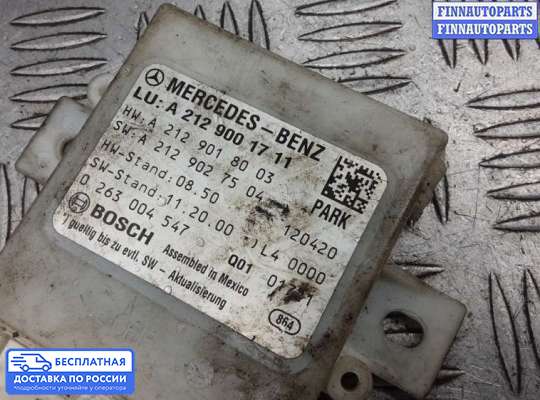 FINNAUTOPARTS
FINNAUTOPARTS
MERCEDES-BENZ
LU: A 212 900 17 11
HW: A 212 901 80 03
SW: A 212 902 75 04
HW-Stand: 08.50
SW-Stand: 11.20.00
120420
0 263 004 547
L4 0000
BOSCH
Q01
PARK
Assembled in Mexico
*) gueltig bis zu evtl. SW - Aktualisierung
864
БЕСПЛАТНАЯ
ДОСТАВКА ПО РОССИИ